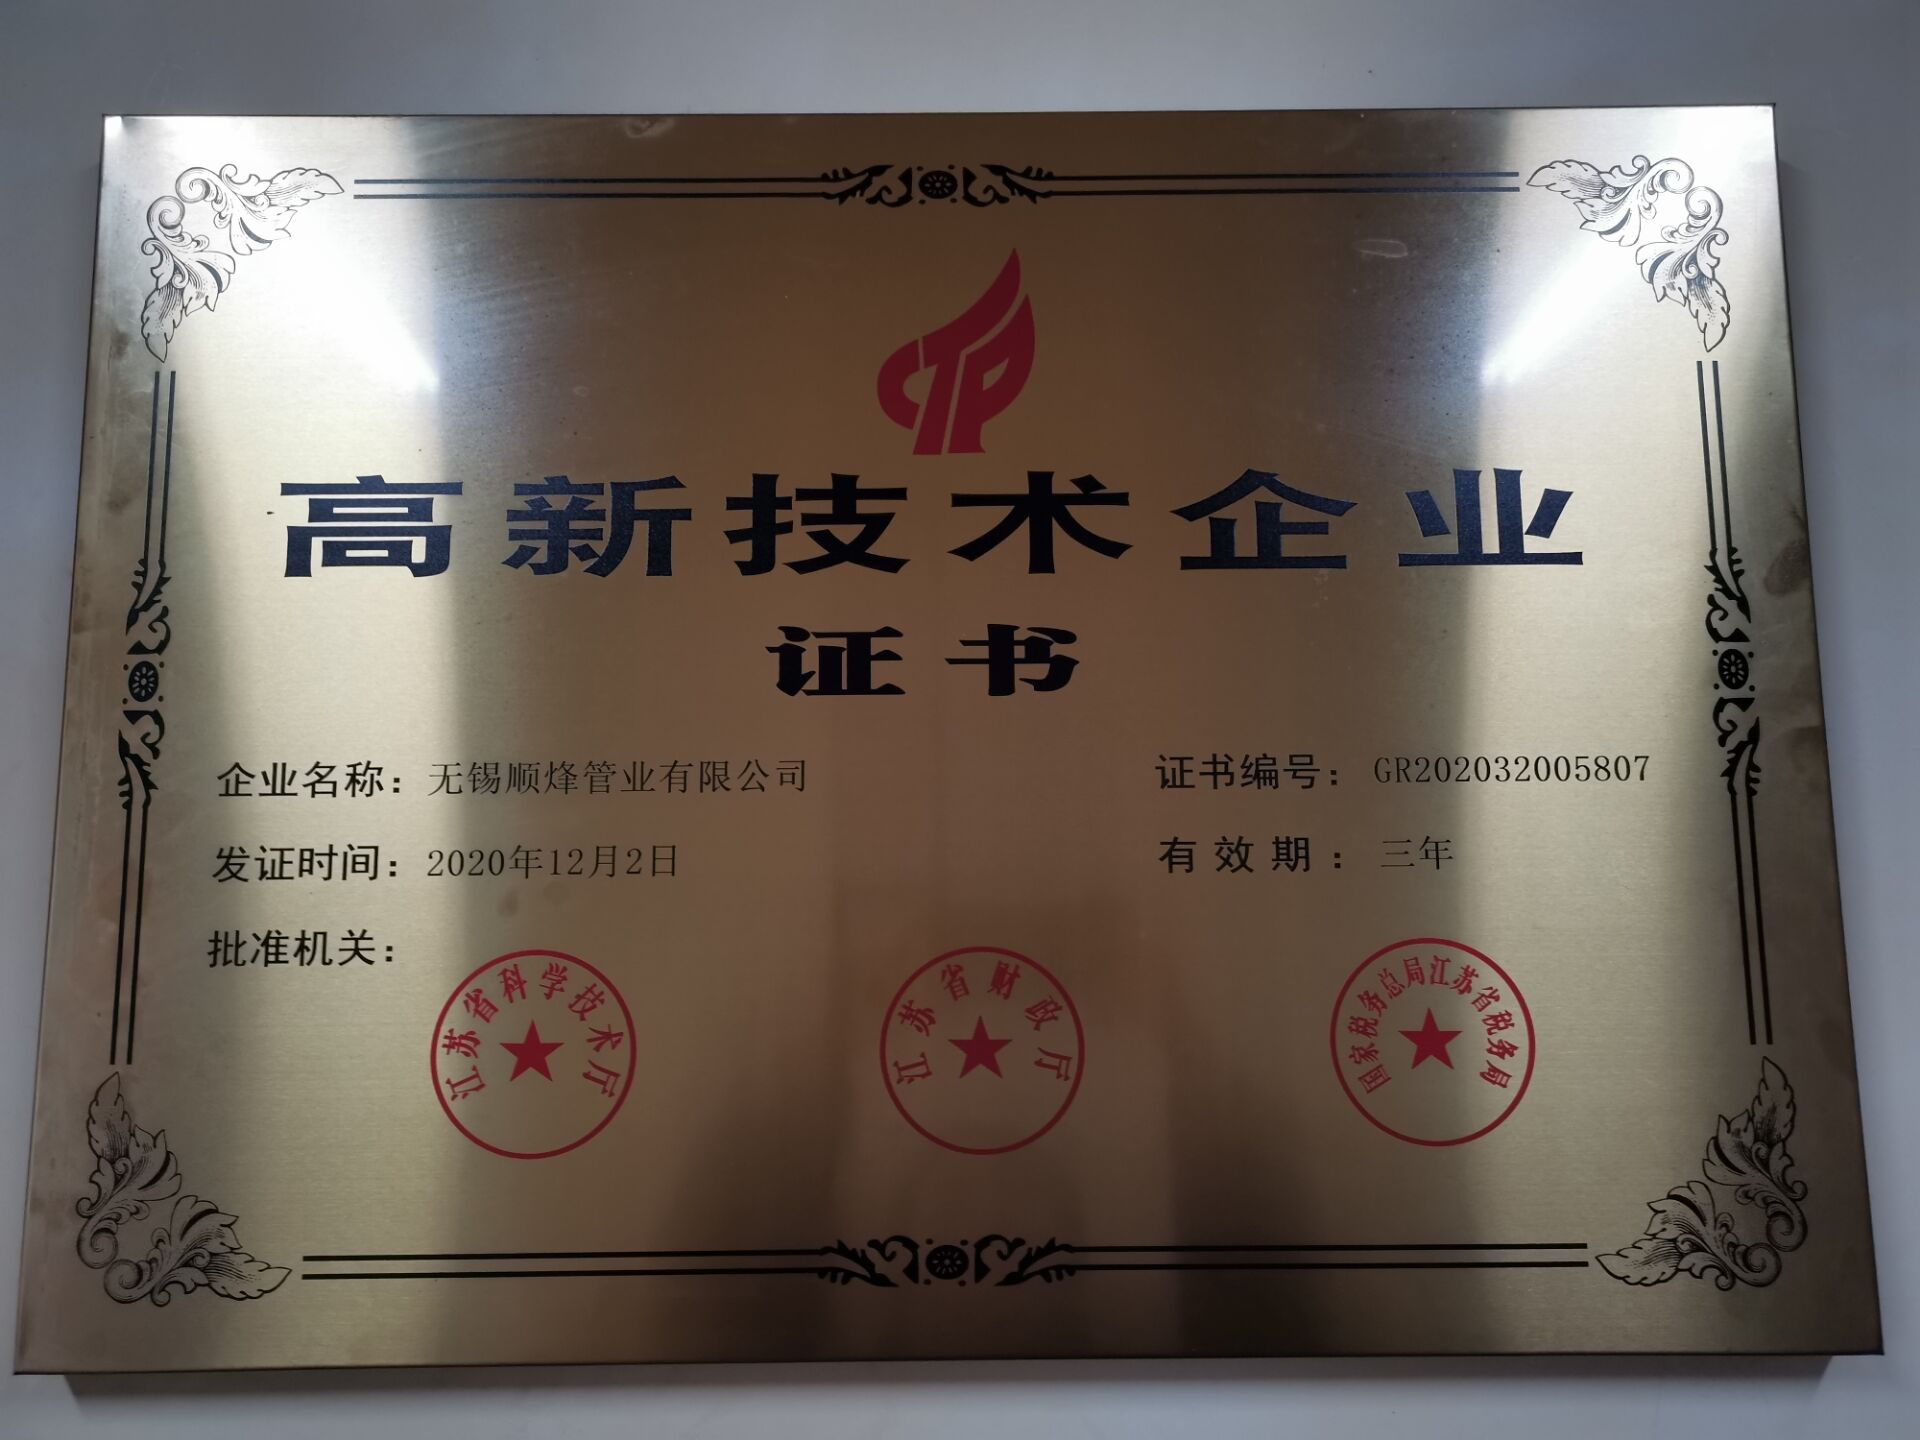 CTP
高新技术企业
证书
企业名称：无锡顺烽管业有限公司
证书编号：GR202032005807
发证时间：2020年12月2日
有效期：三年
批准机关：
江苏省科学技术厅
江苏省财政厅
国家税务总局江苏省税务局